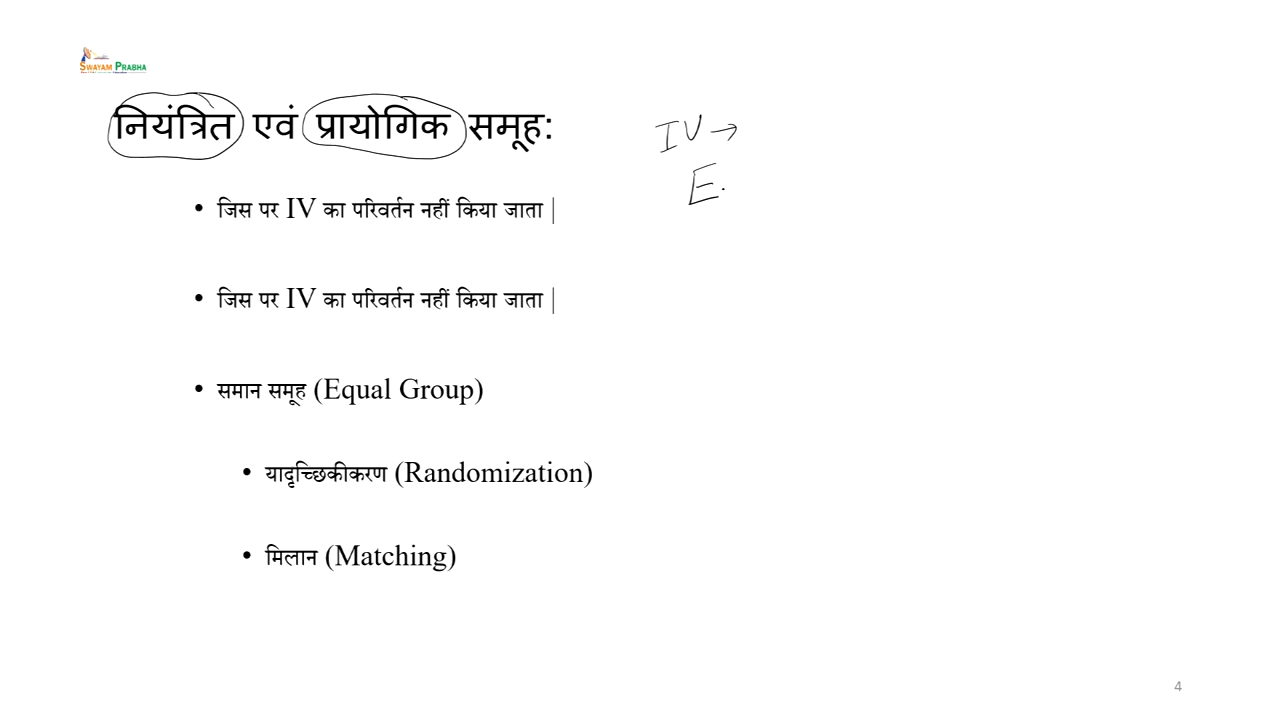 SWAYAM PRABHA
नियंत्रित एवं प्रायोगिक समूह:
IV →
E.
• जिस पर IV का परिवर्तन नहीं किया जाता |
• जिस पर IV का परिवर्तन नहीं किया जाता |
• समान समूह (Equal Group)
• यादृच्छिकीकरण (Randomization)
• मिलान (Matching)
4